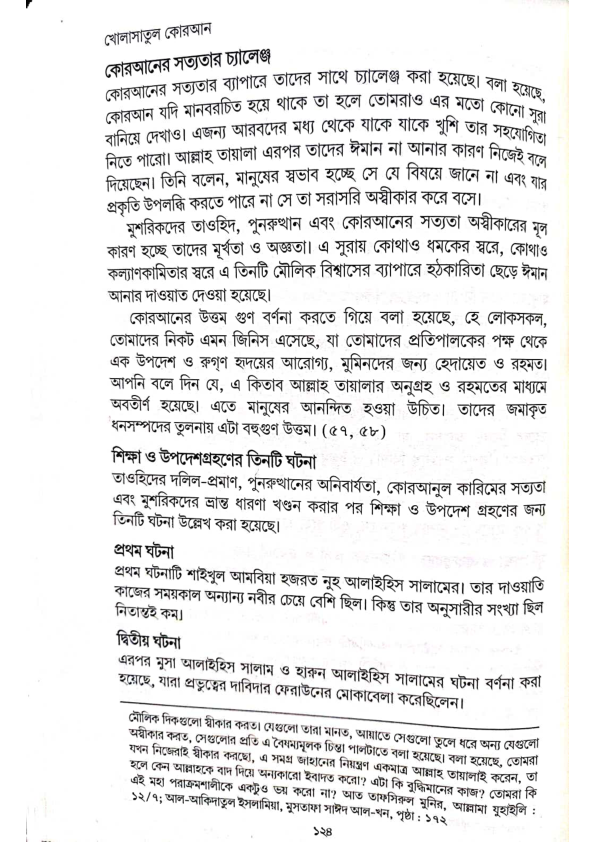 খোলাসাতুল কোরআন
কোরআনের সত্যতার চ্যালেঞ্জ
কোরআনের সত্যতার ব্যাপারে তাদের সাথে চ্যালেঞ্জ করা হয়েছে। বলা হয়েছে,
কোরআন যদি মানবরচিত হয়ে থাকে তা হলে তোমরাও এর মতো কোনো সুরা
বানিয়ে দেখাও। এজন্য আরবদের মধ্য থেকে যাকে যাকে খুশি তার সহযোগিতা
নিতে পারো। আল্লাহ তায়ালা এরপর তাদের ঈমান না আনার কারণ নিজেই বলে
দিয়েছেন। তিনি বলেন, মানুষের স্বভাব হচ্ছে সে যে বিষয়ে জানে না এবং যার
প্রকৃতি উপলব্ধি করতে পারে না সে তা সরাসরি অস্বীকার করে বসে।
মুশরিকদের তাওহিদ, পুনরুত্থান এবং কোরআনের সত্যতা অস্বীকারের মূল
কারণ হচ্ছে তাদের মূর্খতা ও অজ্ঞতা। এ সুরায় কোথাও ধমকের স্বরে, কোথাও
কল্যাণকামিতার স্বরে এ তিনটি মৌলিক বিশ্বাসের ব্যাপারে হঠকারিতা ছেড়ে ঈমান
আনার দাওয়াত দেওয়া হয়েছে।
কোরআনের উত্তম গুণ বর্ণনা করতে গিয়ে বলা হয়েছে, হে লোকসকল,
তোমাদের নিকট এমন জিনিস এসেছে, যা তোমাদের প্রতিপালকের পক্ষ থেকে
এক উপদেশ ও রুগ্‌ণ হৃদয়ের আরোগ্য, মুমিনদের জন্য হেদায়েত ও রহমত।
আপনি বলে দিন যে, এ কিতাব আল্লাহ তায়ালার অনুগ্রহ ও রহমতের মাধ্যমে
অবতীর্ণ হয়েছে। এতে মানুষের আনন্দিত হওয়া উচিত। তাদের জমাকৃত
ধনসম্পদের তুলনায় এটা বহুগুণ উত্তম। (৫৭, ৫৮)
শিক্ষা ও উপদেশগ্রহণের তিনটি ঘটনা
তাওহিদের দলিল-প্রমাণ, পুনরুত্থানের অনিবার্যতা, কোরআনুল কারিমের সত্যতা
এবং মুশরিকদের ভ্রান্ত ধারণা খণ্ডন করার পর শিক্ষা ও উপদেশ গ্রহণের জন্য
তিনটি ঘটনা উল্লেখ করা হয়েছে।
প্রথম ঘটনা
প্রথম ঘটনাটি শাইখুল আমবিয়া হজরত নুহ আলাইহিস সালামের। তার দাওয়াতি
কাজের সময়কাল অন্যান্য নবীর চেয়ে বেশি ছিল। কিন্তু তার অনুসারীর সংখ্যা ছিল
নিতান্তই কম।
দ্বিতীয় ঘটনা
এরপর মুসা আলাইহিস সালাম ও হারুন আলাইহিস সালামের ঘটনা বর্ণনা করা
হয়েছে, যারা প্রভুত্বের দাবিদার ফেরাউনের মোকাবেলা করেছিলেন।
মৌলিক দিকগুলো স্বীকার করত। যেগুলো তারা মানত, আয়াতে সেগুলো তুলে ধরে অন্য যেগুলো
অস্বীকার করত, সেগুলোর প্রতি এ বৈষম্যমূলক চিন্তা পালটাতে বলা হয়েছে। বলা হয়েছে, তোমরা
যখন নিজেরাই স্বীকার করছো, এ সমগ্র জাহানের নিয়ন্ত্রণ একমাত্র আল্লাহ তায়ালাই করেন, তা
হলে কেন আল্লাহকে বাদ দিয়ে অন্যকারো ইবাদত করো? এটা কি বুদ্ধিমানের কাজ? তোমরা কি
এই মহা পরাক্রমশালীকে একটুও ভয় করো না? আত তাফসিরুল মুনির, আল্লামা যুহাইলি :
১২/৭; আল-আকিদাতুল ইসলামিয়া, মুসতাফা সাঈদ আল-খন, পৃষ্ঠা : ১৭২
১২৪